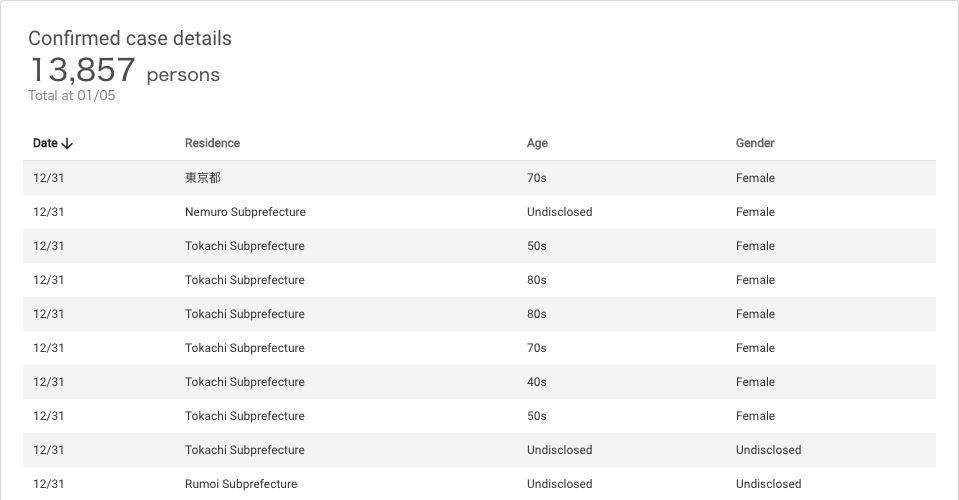 Confirmed case details
13,857 persons
Total at 01/05
Date Residence Age Gender
12/31 東京都 70s Female
12/31 Nemuro Subprefecture Undisclosed Female
12/31 Tokachi Subprefecture 50s Female
12/31 Tokachi Subprefecture 80s Female
12/31 Tokachi Subprefecture 80s Female
12/31 Tokachi Subprefecture 70s Female
12/31 Tokachi Subprefecture 40s Female
12/31 Tokachi Subprefecture 50s Female
12/31 Tokachi Subprefecture Undisclosed Undisclosed
12/31 Rumoi Subprefecture Undisclosed Undisclosed